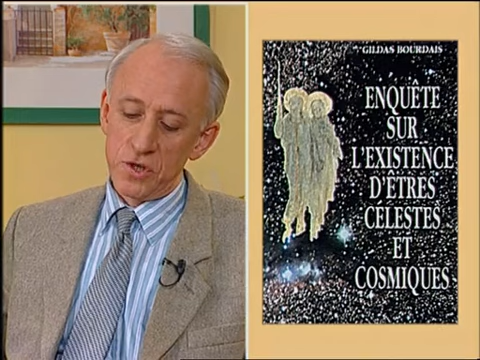 GILDAS BOURDAIS
ENQUÊTE
SUR
L'EXISTENCE
D'ÊTRES
CÉLESTES
ET
COSMIQUES